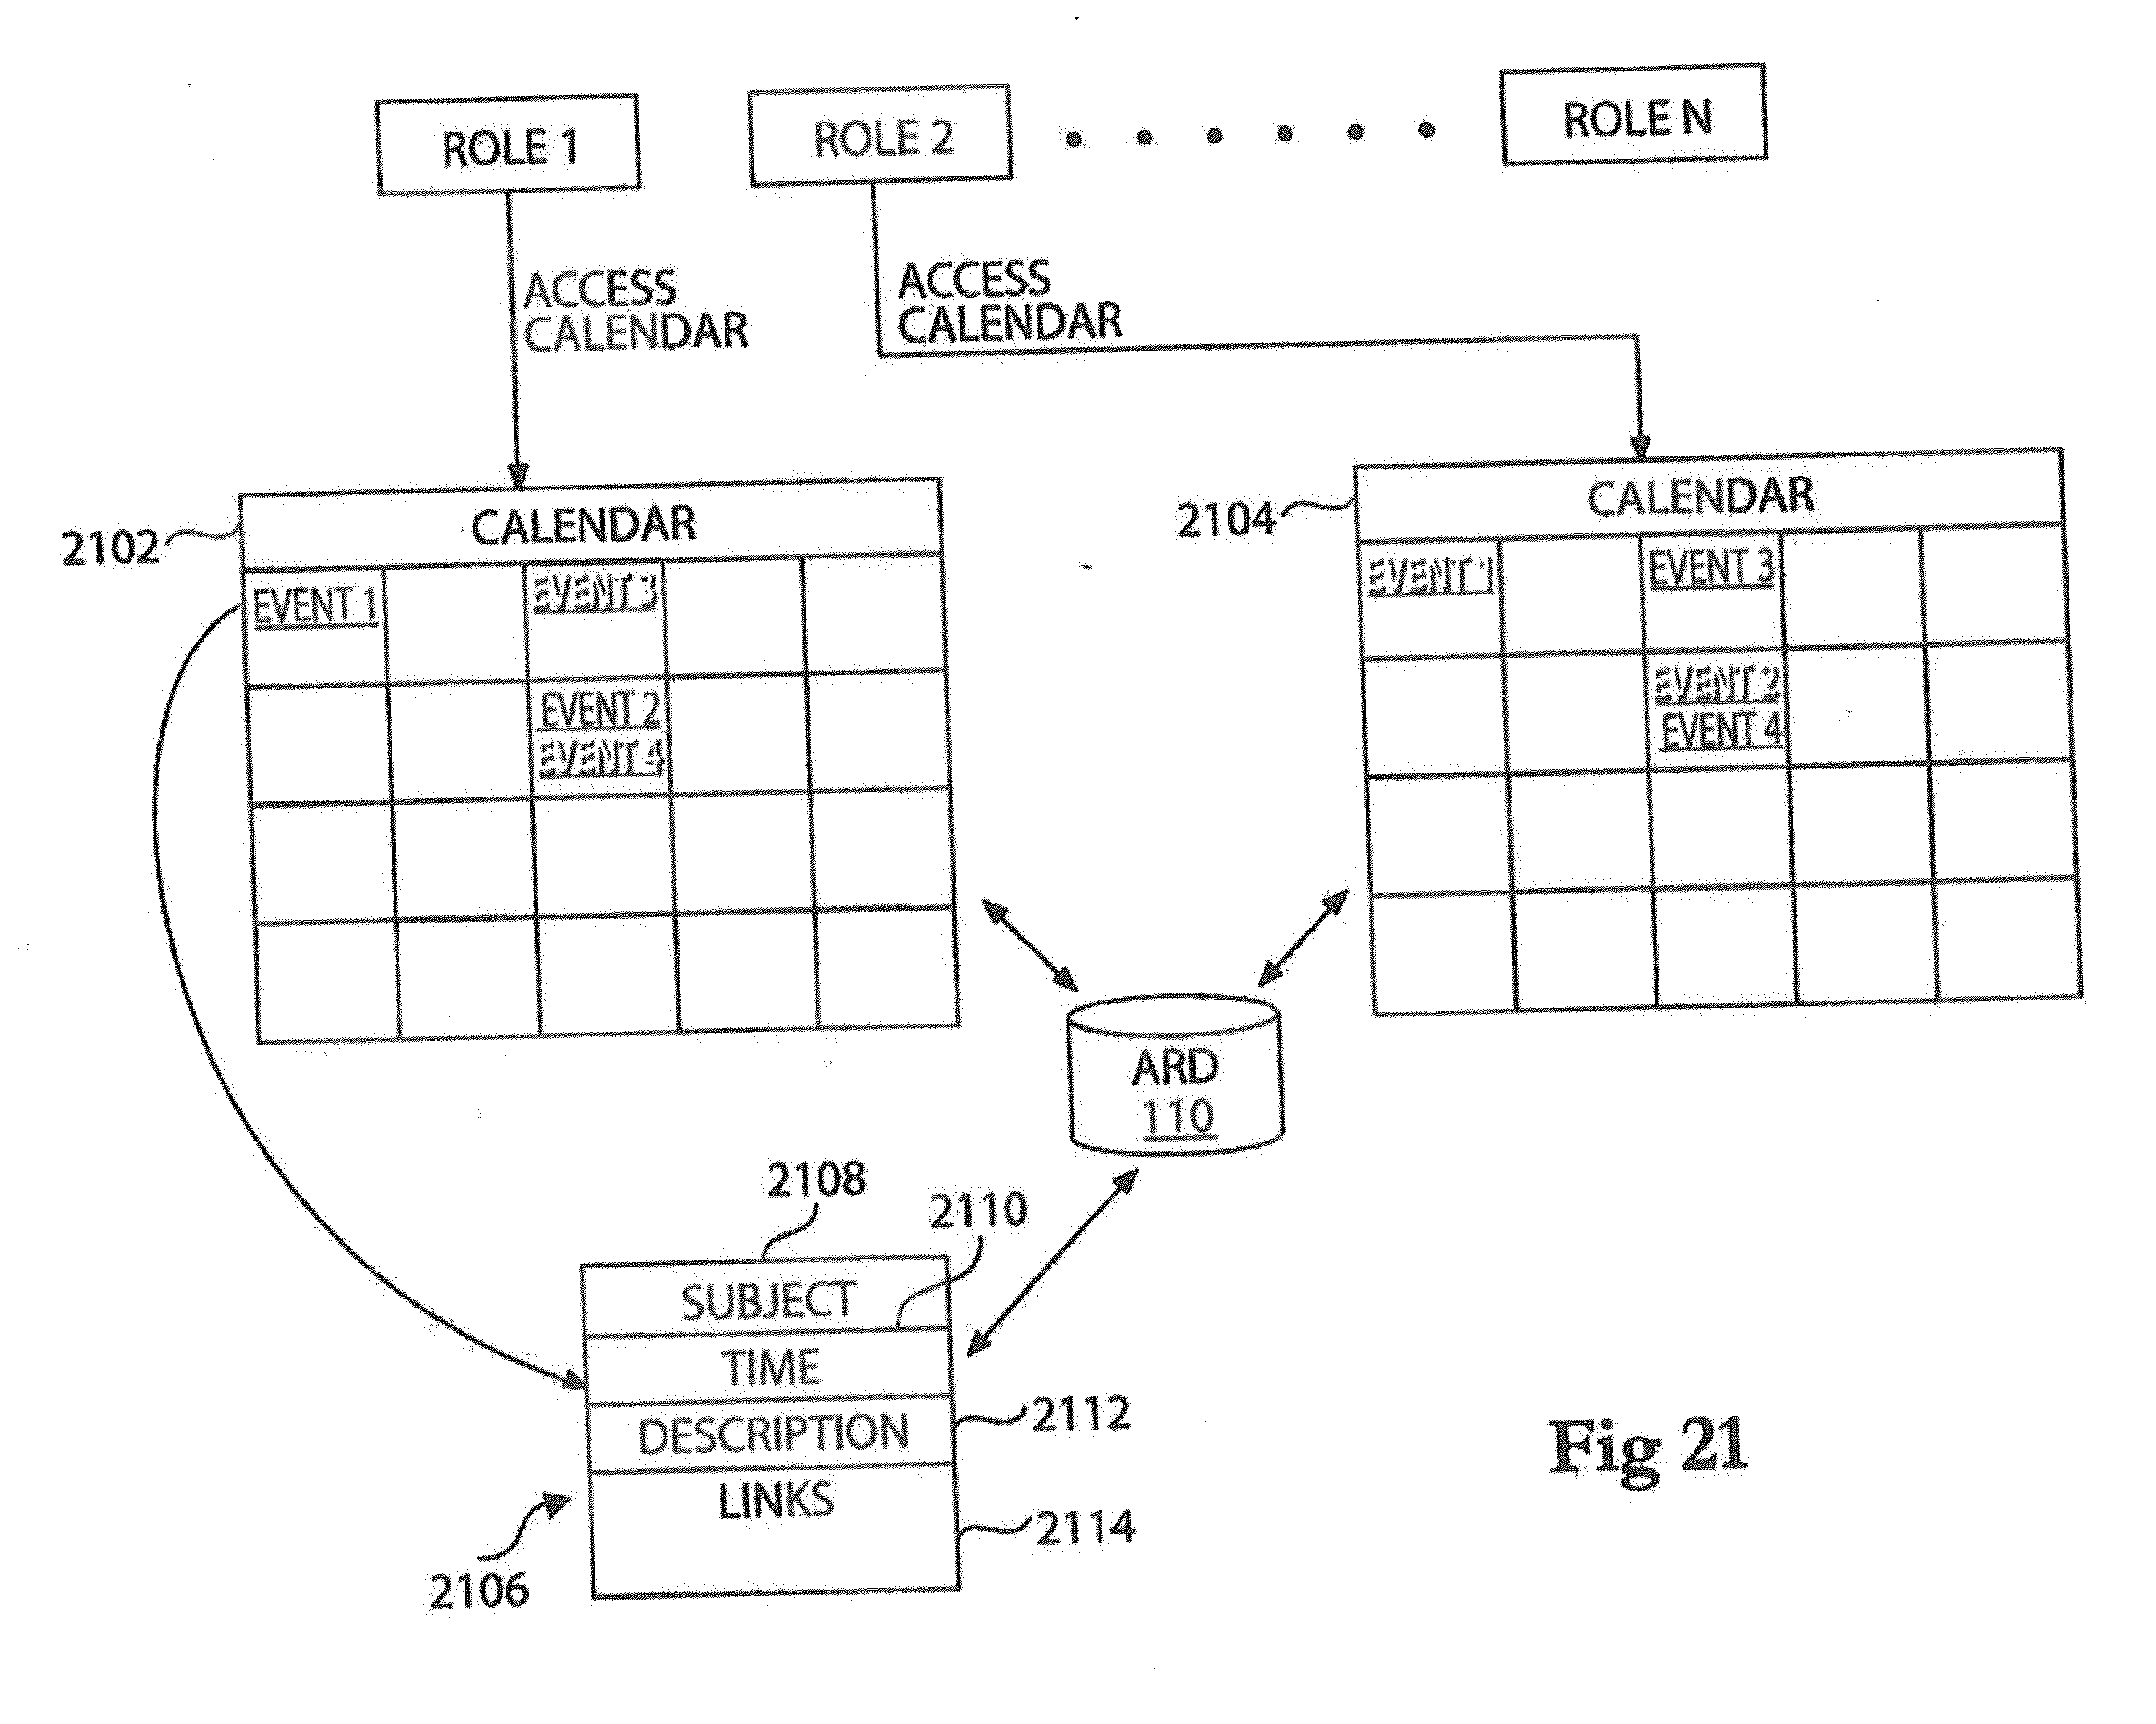 ROLE 1
ROLE 2
ROLE N
ACCESS
CALENDAR
ACCESS
CALENDAR
2102
CALENDAR
EVENT 1
EVENT 3
EVENT 2
EVENT 4
2104
CALENDAR
EVENT 1
EVENT 3
EVENT 2
EVENT 4
ARD
110
2108
2110
SUBJECT
TIME
DESCRIPTION
2112
LINKS
2114
2106
Fig 21